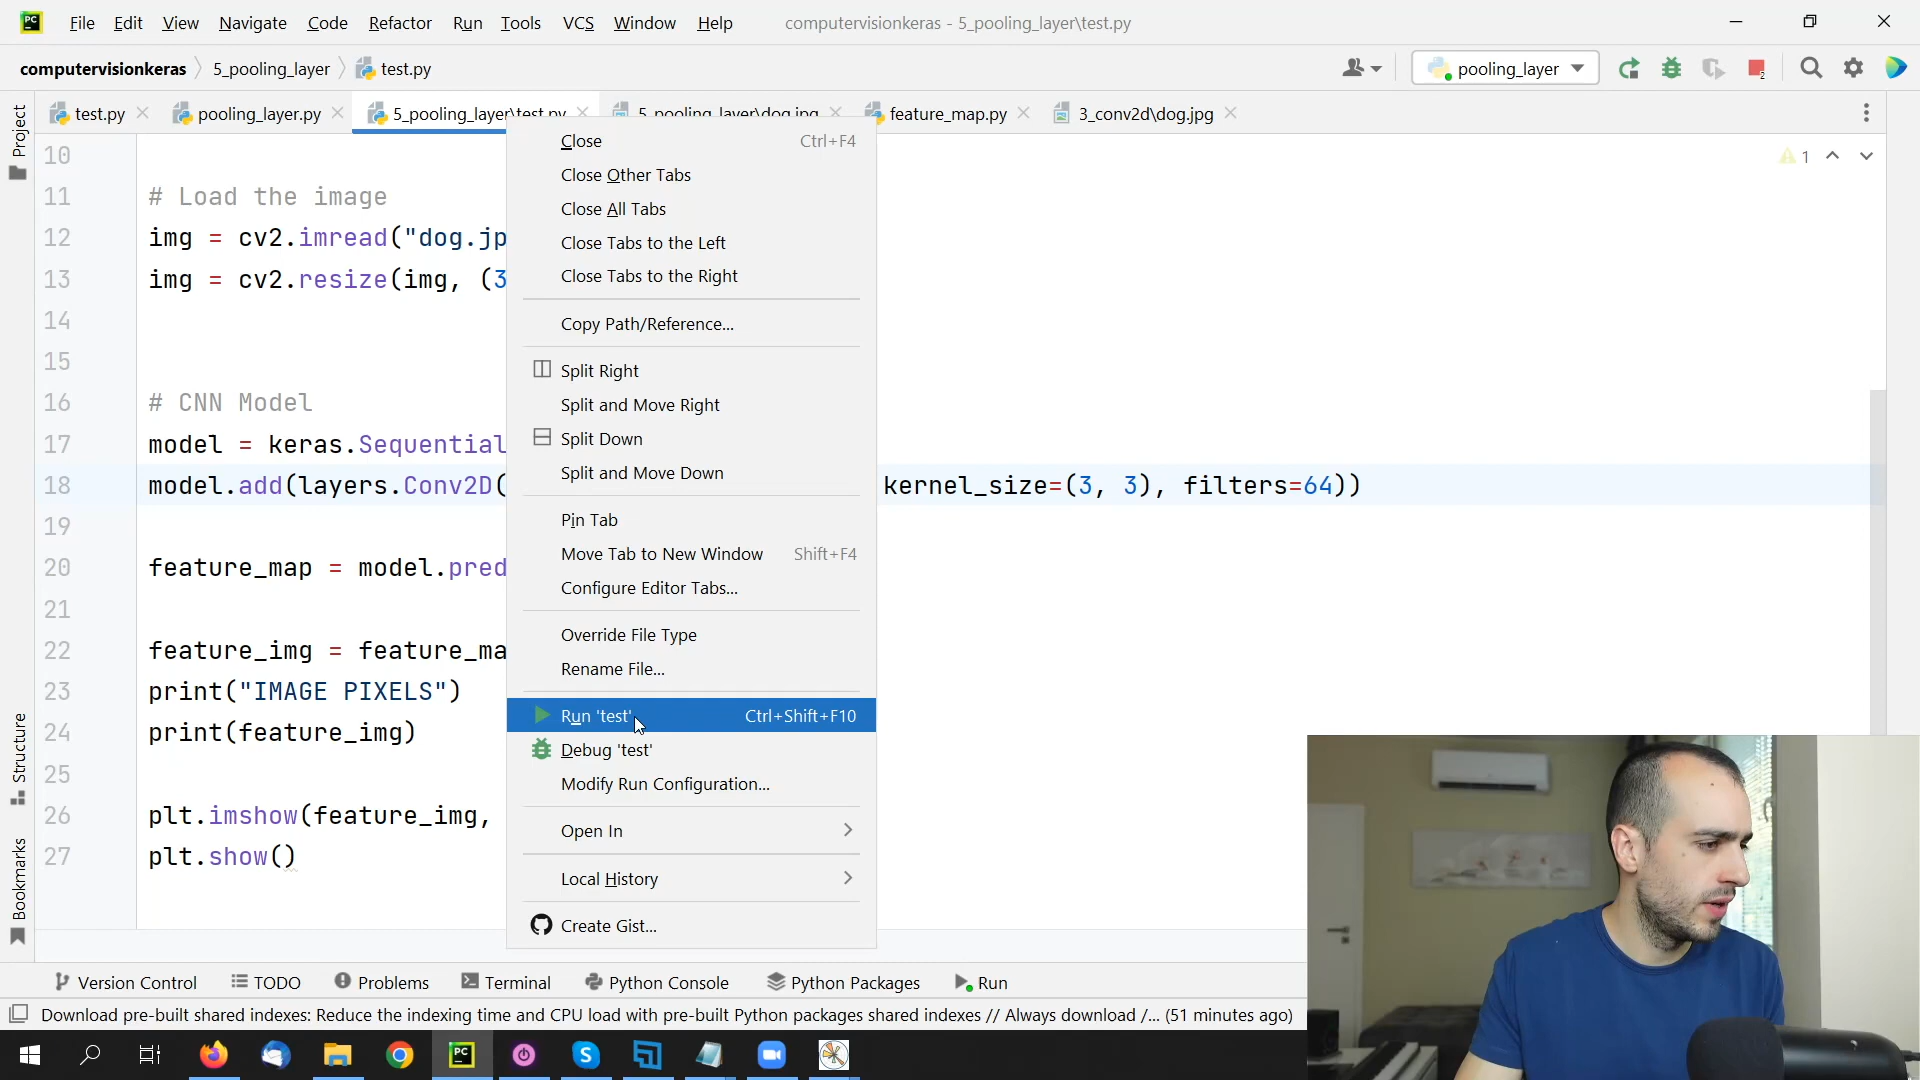 PC File Edit View Navigate Code Refactor Run Tools VCS Window Help computervisionkeras - 5_pooling_layer\test.py
computervisionkeras 5_pooling_layer test.py pooling_layer 2
test.py pooling_layer.py 5_pooling_layer\test.py 5_pooling_layer\dog.jpg feature_map.py 3_conv2d\dog.jpg
Project
Structure
Bookmarks
1
10
11 # Load the image
12 img = cv2.imread("dog.jp
13 img = cv2.resize(img, (3
14
15
16 # CNN Model
17 model = keras.Sequential
18 model.add(layers.Conv2D( kernel_size=(3, 3), filters=64))
19
20 feature_map = model.pred
21
22 feature_img = feature_ma
23 print("IMAGE PIXELS")
24 print(feature_img)
25
26 plt.imshow(feature_img,
27 plt.show()
Close Ctrl+F4
Close Other Tabs
Close All Tabs
Close Tabs to the Left
Close Tabs to the Right
Copy Path/Reference...
Split Right
Split and Move Right
Split Down
Split and Move Down
Pin Tab
Move Tab to New Window Shift+F4
Configure Editor Tabs...
Override File Type
Rename File...
Run 'test' Ctrl+Shift+F10
Debug 'test'
Modify Run Configuration...
Open In
Local History
Create Gist...
Version Control TODO Problems Terminal Python Console Python Packages Run
Download pre-built shared indexes: Reduce the indexing time and CPU load with pre-built Python packages shared indexes // Always download /... (51 minutes ago)
PC S